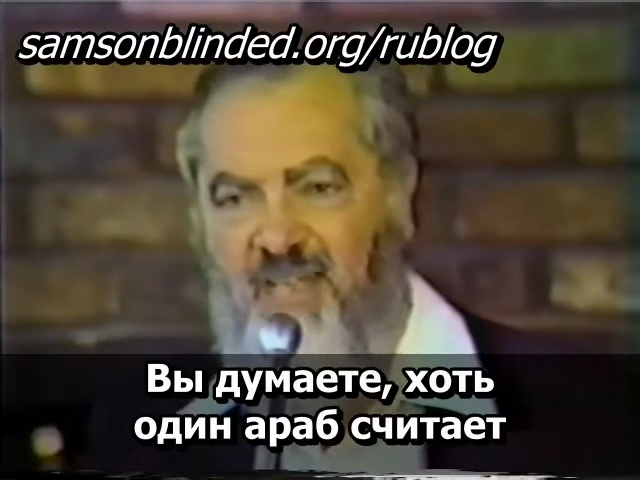 samsonblinded.org/rublog
Вы думаете, хоть
один араб считает